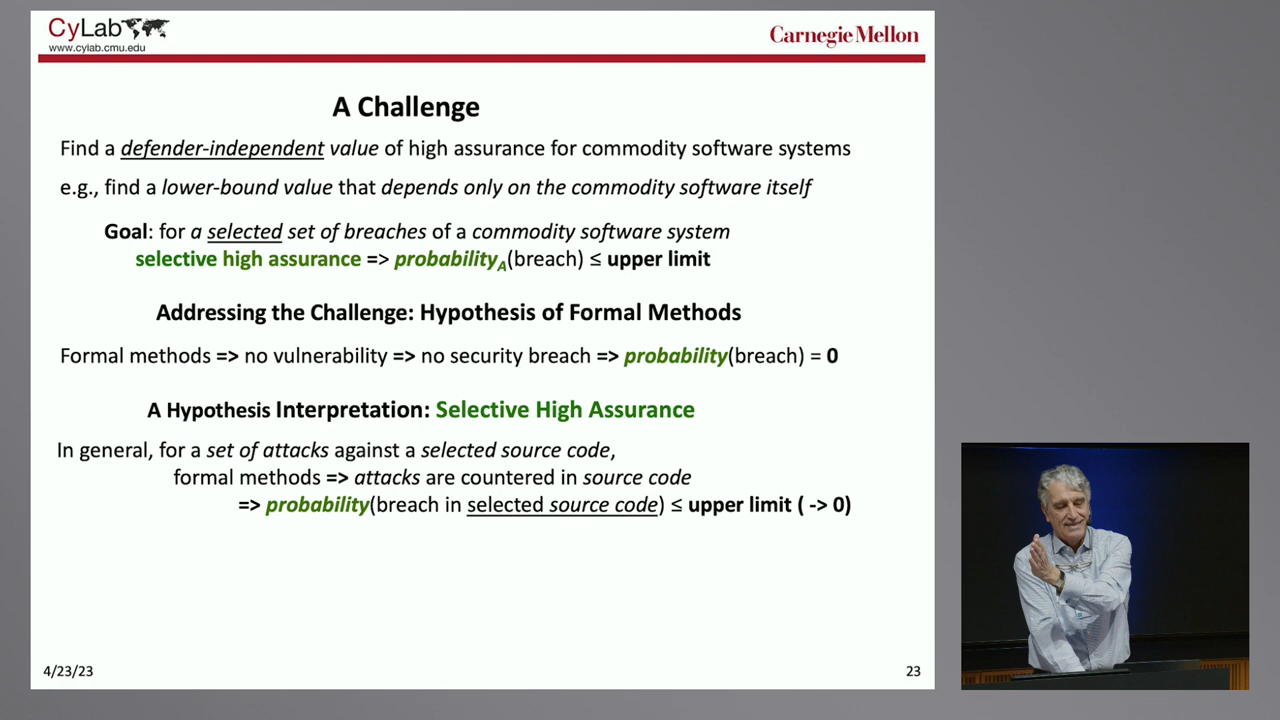 CyLab
www.cylab.cmu.edu
Carnegie Mellon
A Challenge
Find a defender-independent value of high assurance for commodity software systems
e.g., find a lower-bound value that depends only on the commodity software itself
Goal: for a selected set of breaches of a commodity software system
selective high assurance => probabilityA(breach) ≤ upper limit
Addressing the Challenge: Hypothesis of Formal Methods
Formal methods => no vulnerability => no security breach => probability(breach) = 0
A Hypothesis Interpretation: Selective High Assurance
In general, for a set of attacks against a selected source code,
formal methods => attacks are countered in source code
=> probability(breach in selected source code) ≤ upper limit ( -> 0)
4/23/23
23